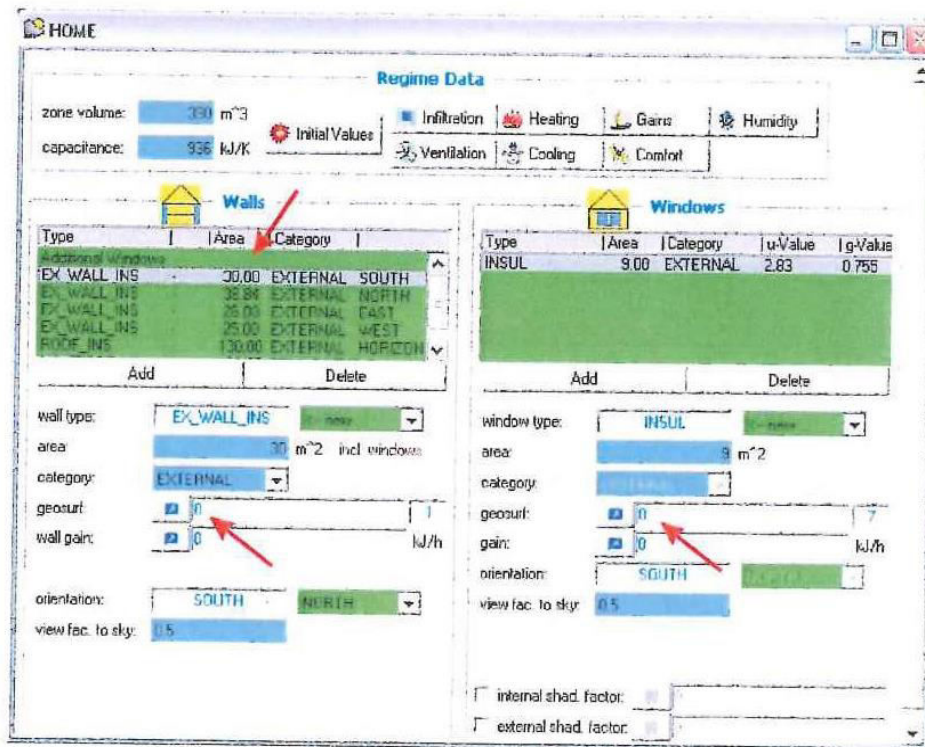 HOME
Regime Data
zone volume: 330 m^3
capacitance: 936 kJ/K
Initial Values
Infiltration Heating Gains Humidity
Ventilation Cooling Comfort
Walls
Type Area Category
Additional Windows
EX_WALL_INS - 30.00 EXTERNAL SOUTH
EX_WALL_INS - EXTERNAL NORTH
EX_WALL_INS - EXTERNAL EAST
EX_WALL_INS - 25.00 EXTERNAL WEST
130.00 EXTERNAL HORIZON
Add Delete
wall type: EX_WALL_INS <- new
area: 30 m^2 incl. windows
category: EXTERNAL
geosurf: 0 1
wall gain: 0 kJ/h
orientation: SOUTH NORTH
view fac. to sky: 0.5
Windows
Type Area Category u-Value g-Value
INSUL 9.00 EXTERNAL 2.83 0.755
Add Delete
window type: INSUL <- new
area: 9 m^2
category:
geosurf: 0 7
gain: 0 kJ/h
orientation: SOUTH
view fac. to sky: 0.5
internal shad. factor:
external shad. factor: